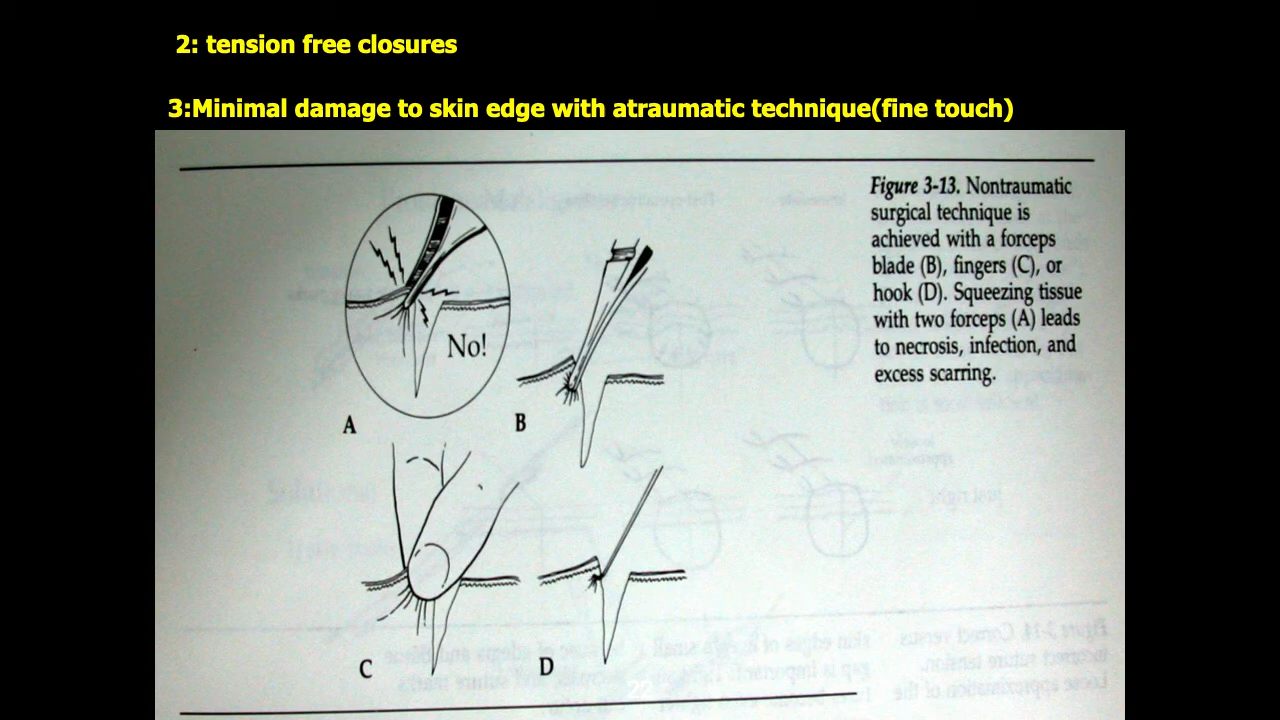 2: tension free closures
3:Minimal damage to skin edge with atraumatic technique(fine touch)
Figure 3-13. Nontraumatic
surgical technique is
achieved with a forceps
blade (B), fingers (C), or
hook (D). Squeezing tissue
with two forceps (A) leads
to necrosis, infection, and
excess scarring.
No!
A
B
C
D